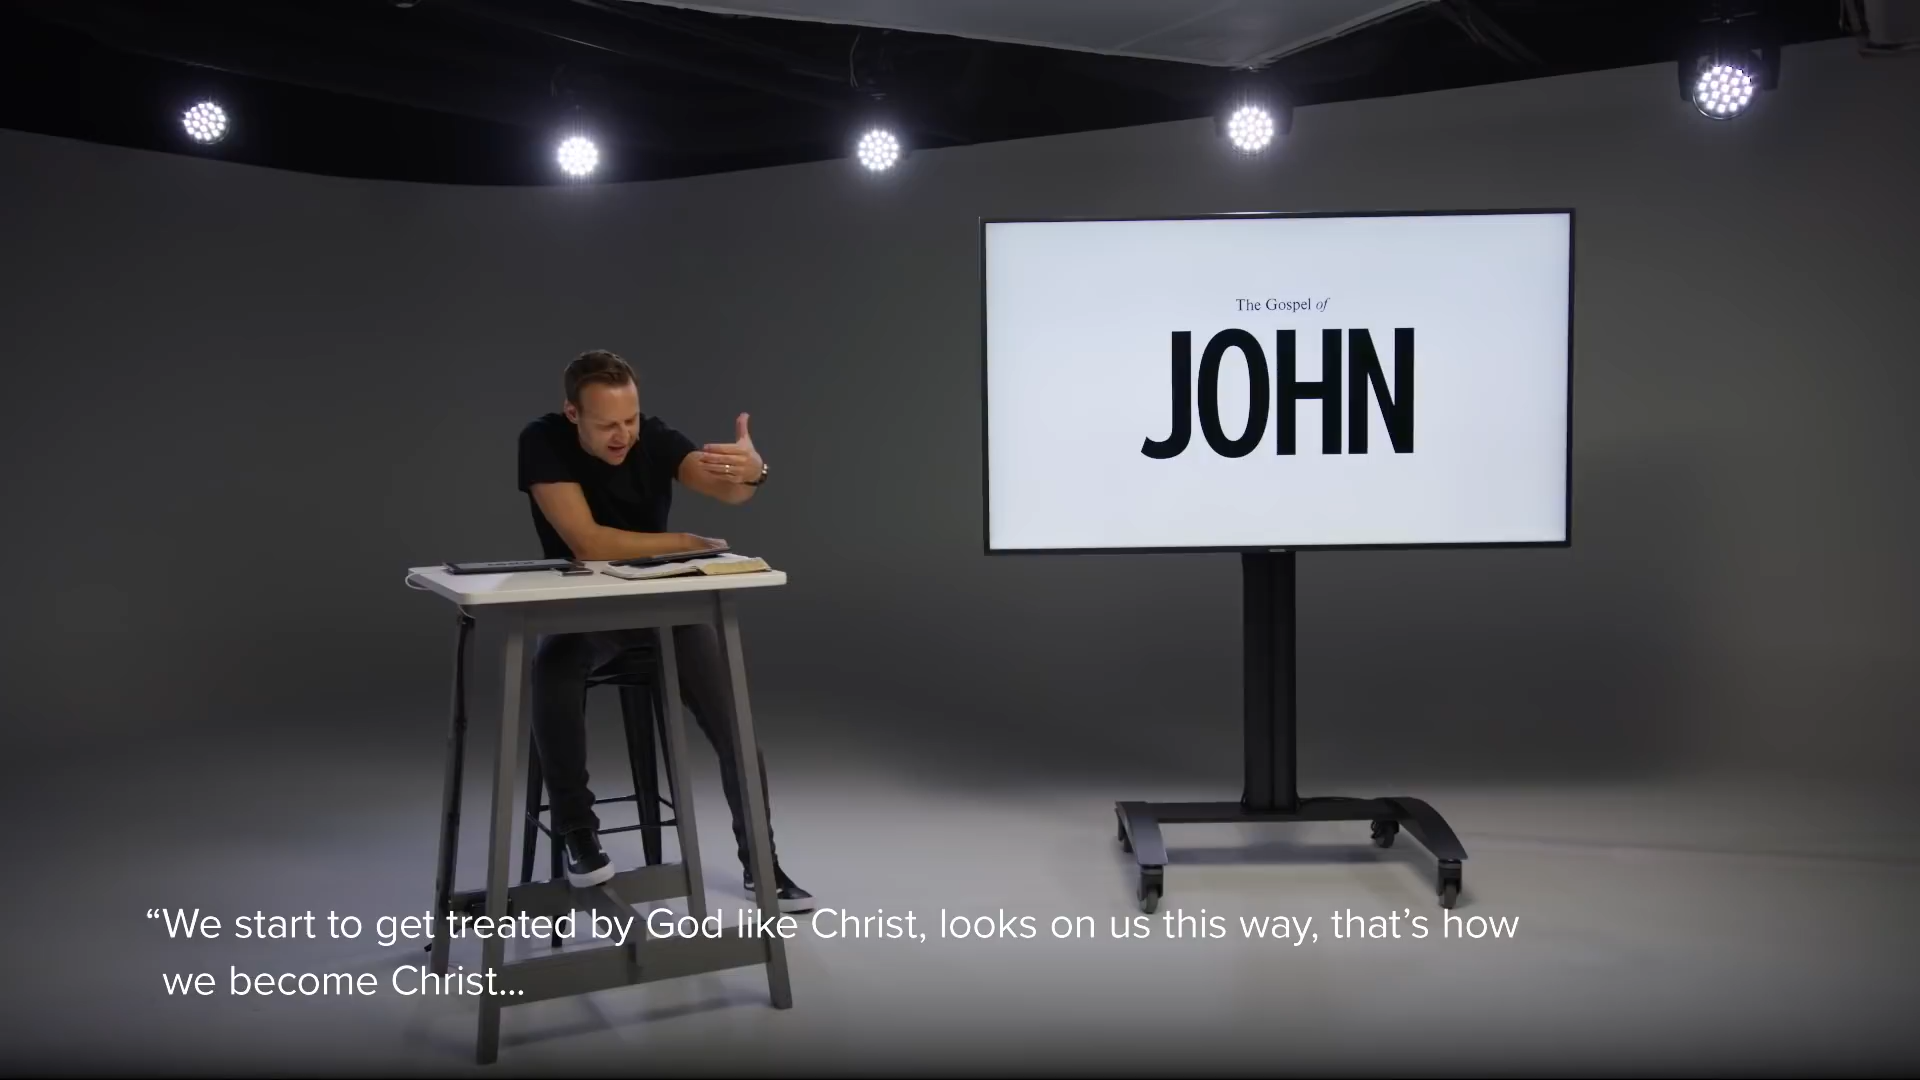 The Gospel of
JOHN
“We start to get treated by God like Christ, looks on us this way, that’s how
we become Christ...